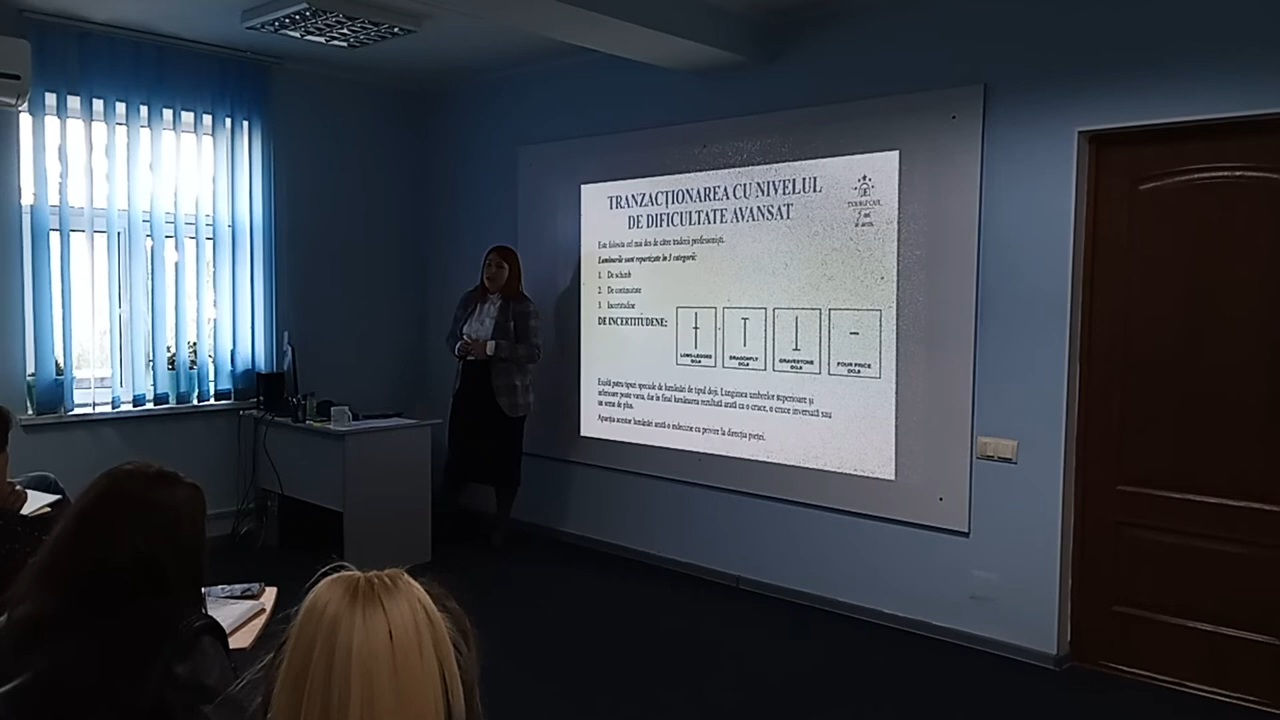 TRANZACȚIONAREA CU NIVELUL
DE DIFICULTATE AVANSAT
Este folosita cel mai des de către traderii profesioniști.
Lumânările sunt repartizate în 3 categorii:
1. De schimb
2. De continuitate
3. Incertitudine
DE INCERTITUDENE:
LONG-LEGGED
DOJI
DRAGONFLY
DOJI
GRAVESTONE
DOJI
FOUR PRICE
DOJI
Există patru tipuri speciale de lumânări de tipul doji. Lungimea umbrelor superioare și
inferioare poate varia, dar în final lumânarea rezultată arată ca o cruce, o cruce inversată sau
un semn de plus.
Apariția acestor lumânări arată o indecizie cu privire la direcția pieței.